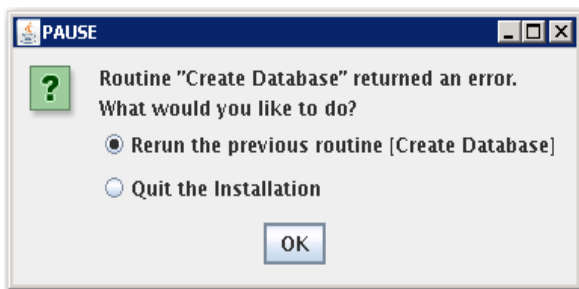 PAUSE
?
Routine "Create Database" returned an error.
What would you like to do?
Rerun the previous routine [Create Database]
Quit the Installation
OK